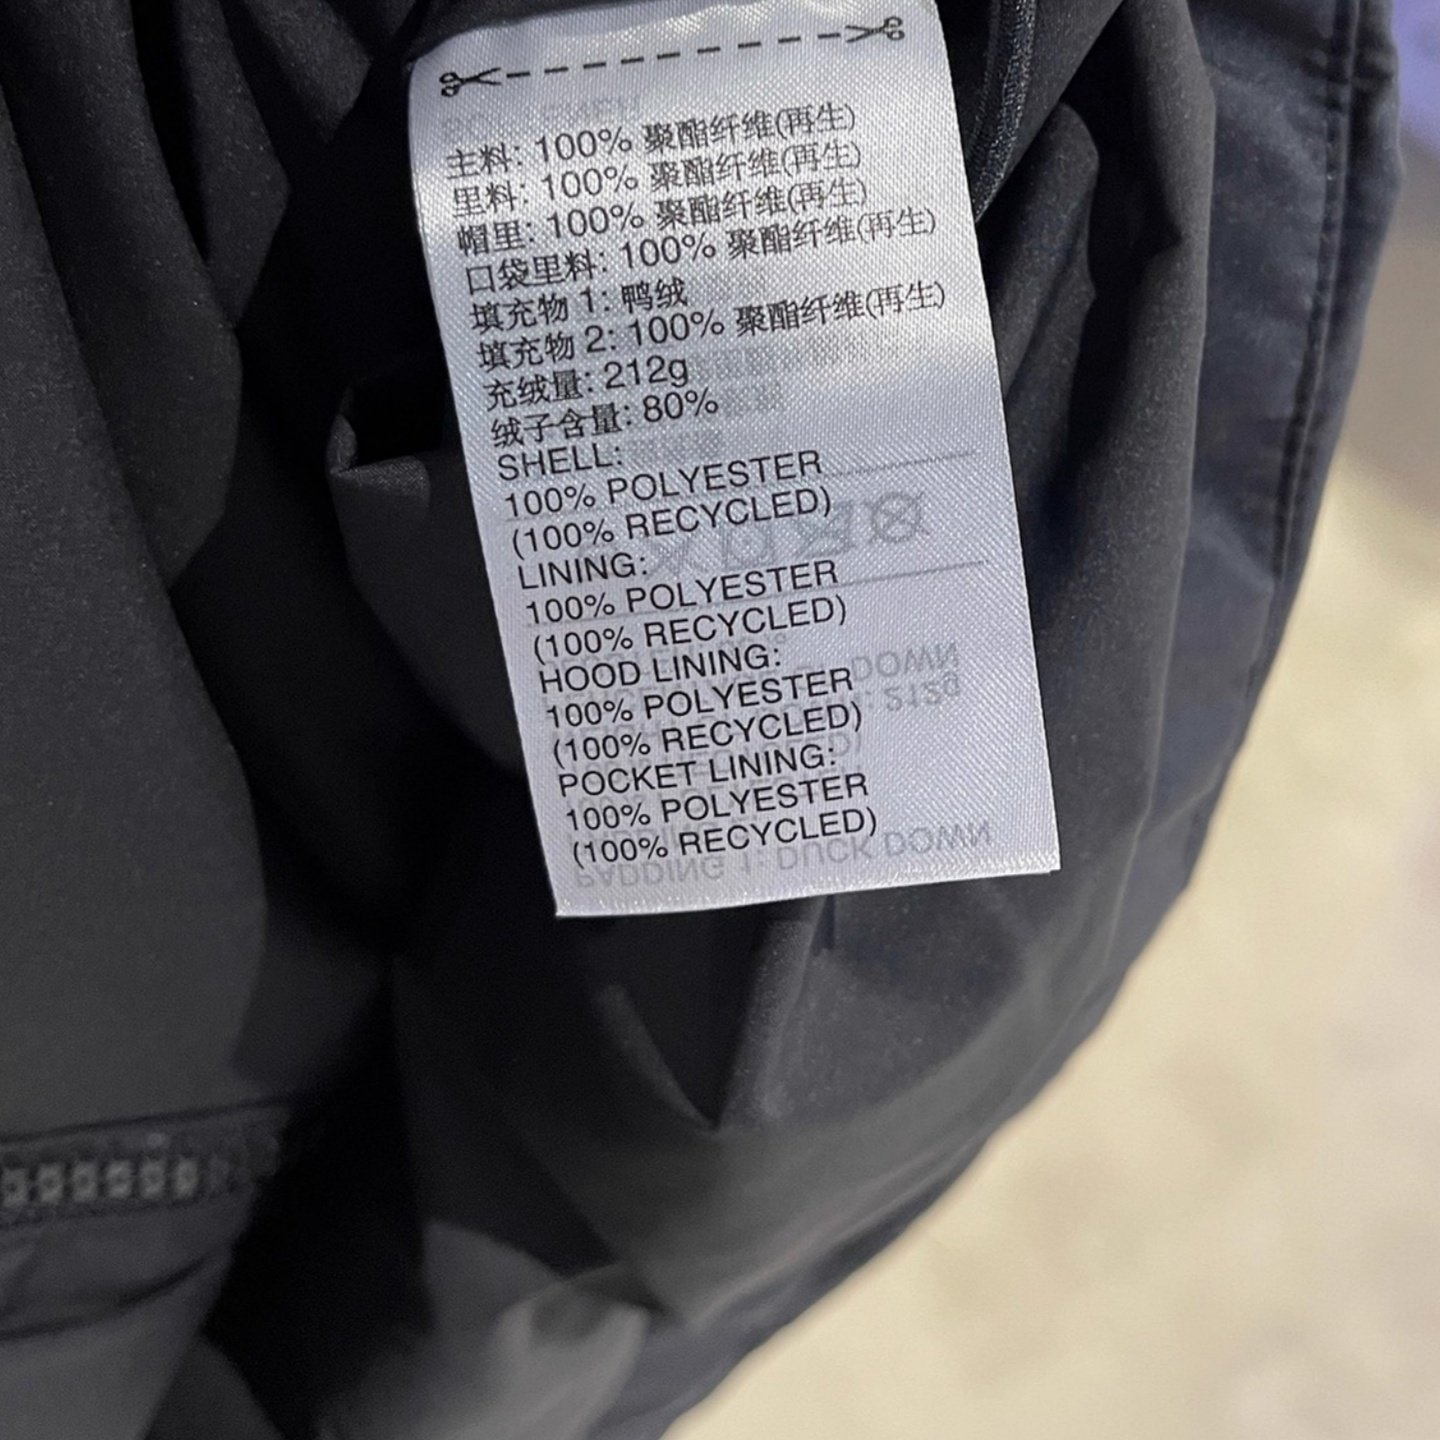 主料: 100% 聚酯纤维(再生)
里料: 100% 聚酯纤维(再生)
帽里: 100% 聚酯纤维(再生)
口袋里料: 100% 聚酯纤维(再生)
填充物 1: 鸭绒
填充物 2: 100% 聚酯纤维(再生)
充绒量: 212g
绒子含量: 80%
SHELL:
100% POLYESTER
(100% RECYCLED)
LINING:
100% POLYESTER
(100% RECYCLED)
HOOD LINING:
100% POLYESTER
(100% RECYCLED)
POCKET LINING:
100% POLYESTER
(100% RECYCLED)
PADDING 1: DUCK DOWN